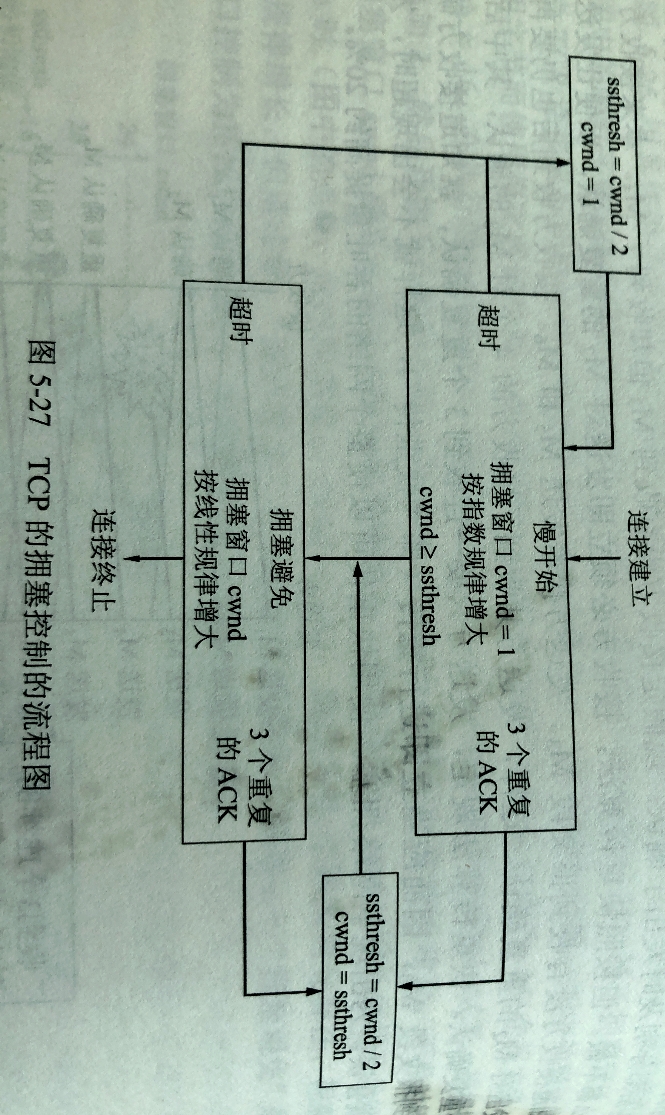 连接建立
ssthresh = cwnd / 2
cwnd = 1
慢开始
拥塞窗口 cwnd = 1
按指数规律增大
cwnd ≥ ssthresh
超时
3 个重复
的 ACK
ssthresh = cwnd / 2
cwnd = ssthresh
拥塞避免
拥塞窗口 cwnd
按线性规律增大
超时
3 个重复
的 ACK
连接终止
图 5-27 TCP 的拥塞控制的流程图